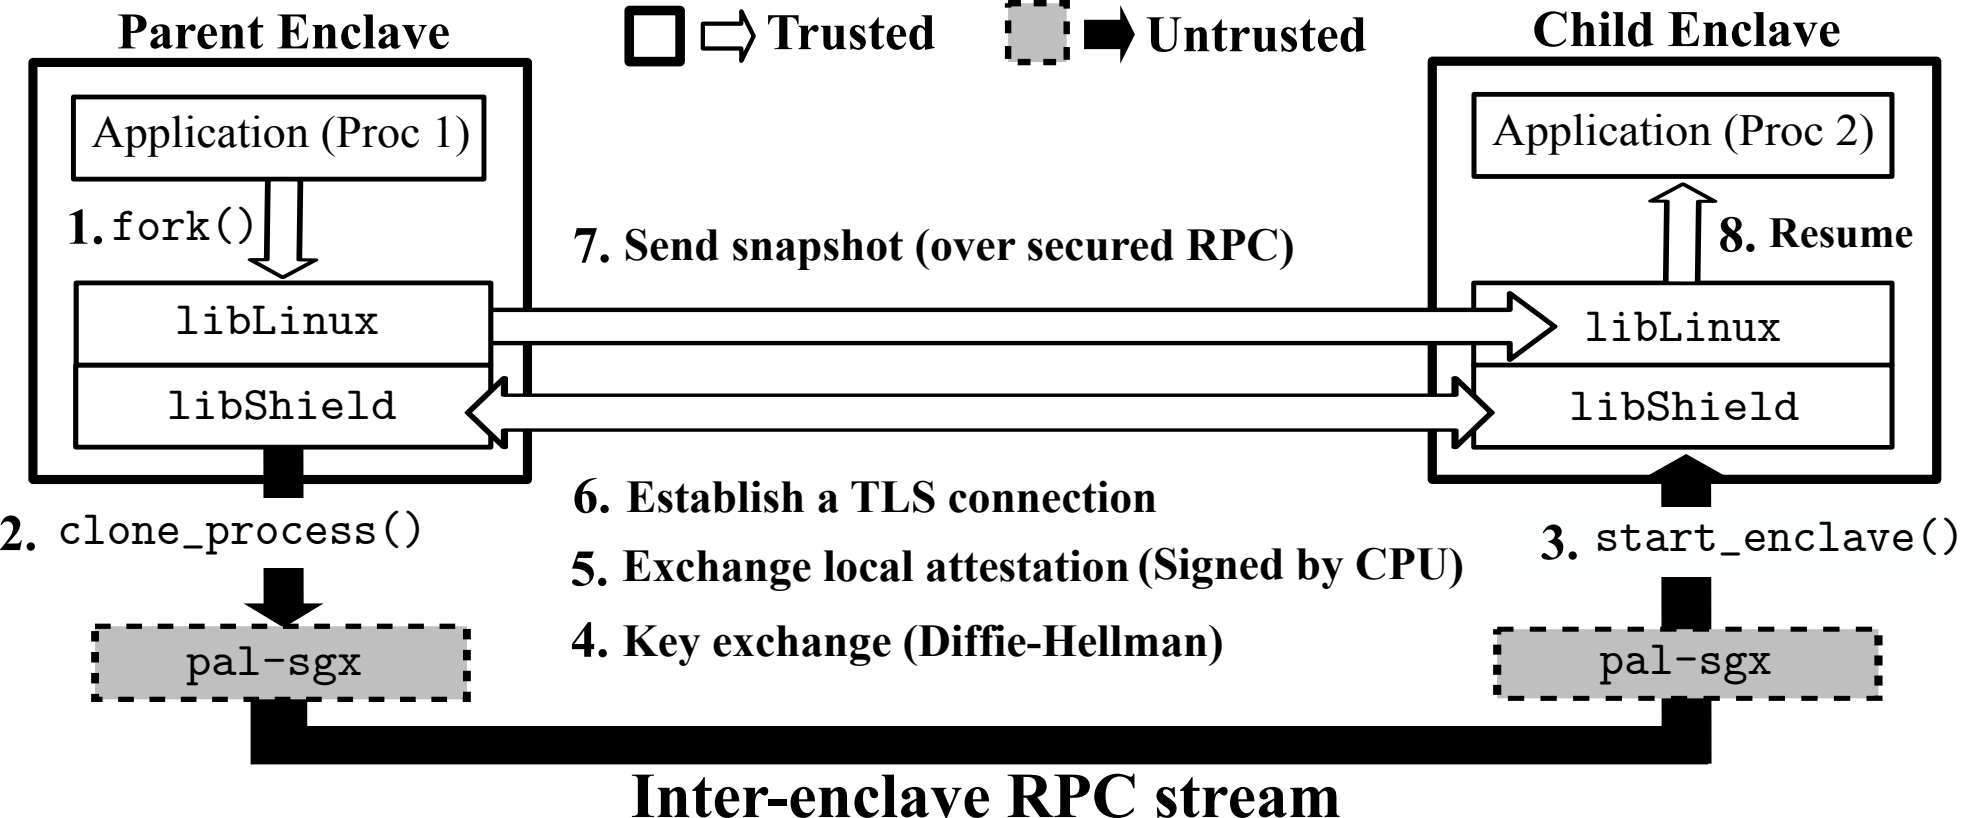 Parent Enclave
Trusted
Untrusted
Child Enclave
Application (Proc 1)
Application (Proc 2)
1. fork()
7. Send snapshot (over secured RPC)
8. Resume
libLinux
libLinux
libShield
libShield
6. Establish a TLS connection
2. clone_process()
3. start_enclave()
5. Exchange local attestation (Signed by CPU)
4. Key exchange (Diffie-Hellman)
pal-sgx
pal-sgx
Inter-enclave RPC stream